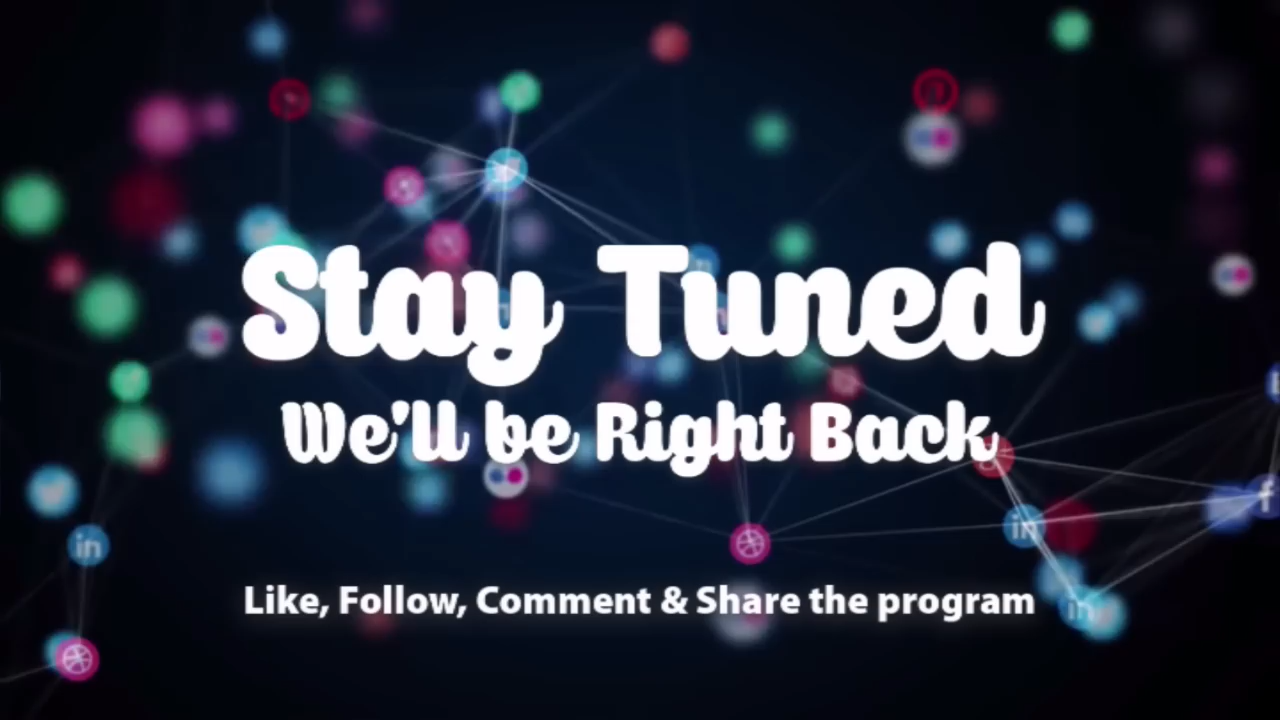 Stay Tuned
We'll be Right Back
Like, Follow, Comment & Share the program